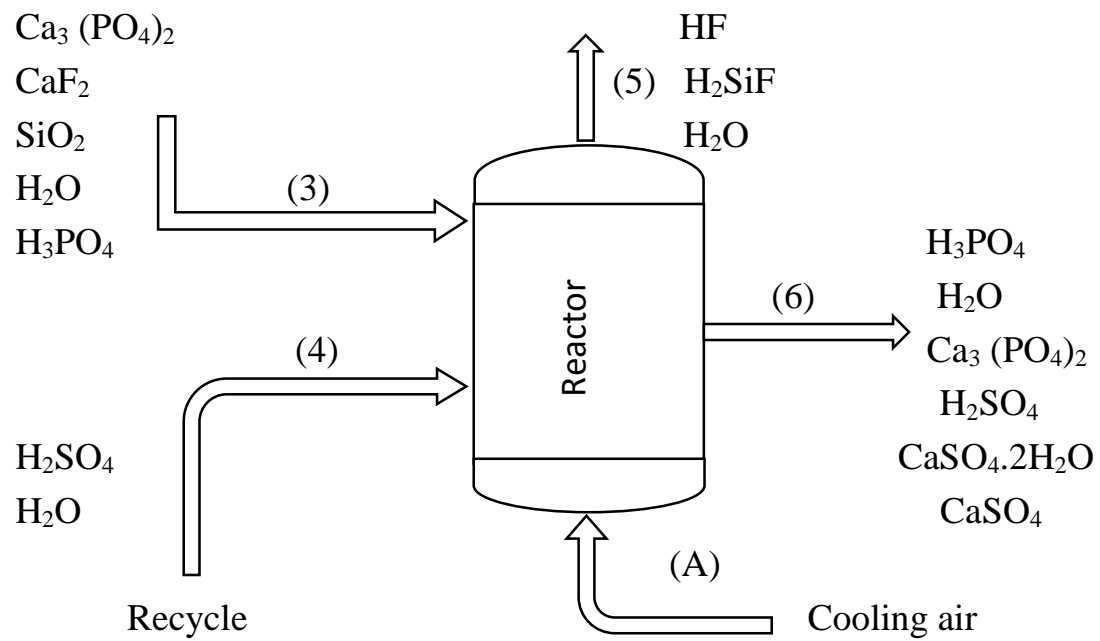 Ca₃ (PO₄)₂
CaF₂
SiO₂
H₂O
H₃PO₄
(3)
(5)
HF
H₂SiF
H₂O
Reactor
(4)
H₂SO₄
H₂O
Recycle
(6)
H₃PO₄
H₂O
Ca₃ (PO₄)₂
H₂SO₄
CaSO₄.2H₂O
CaSO₄
(A)
Cooling air